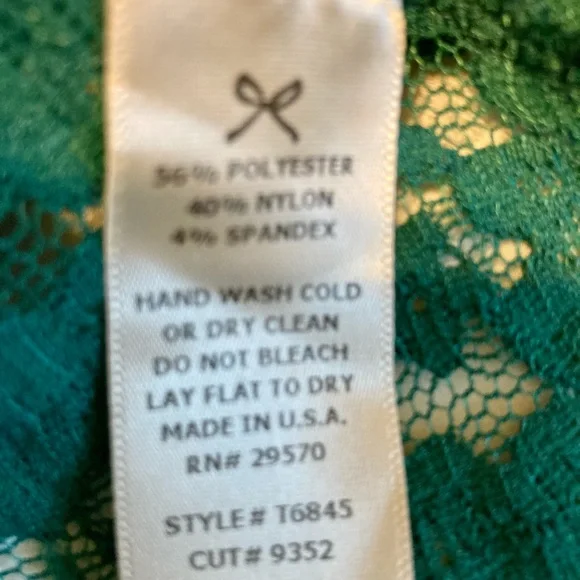 56% POLYESTER
40% NYLON
4% SPANDEX
HAND WASH COLD
OR DRY CLEAN
DO NOT BLEACH
LAY FLAT TO DRY
MADE IN U.S.A.
RN# 29570
STYLE# T6845
CUT# 9352